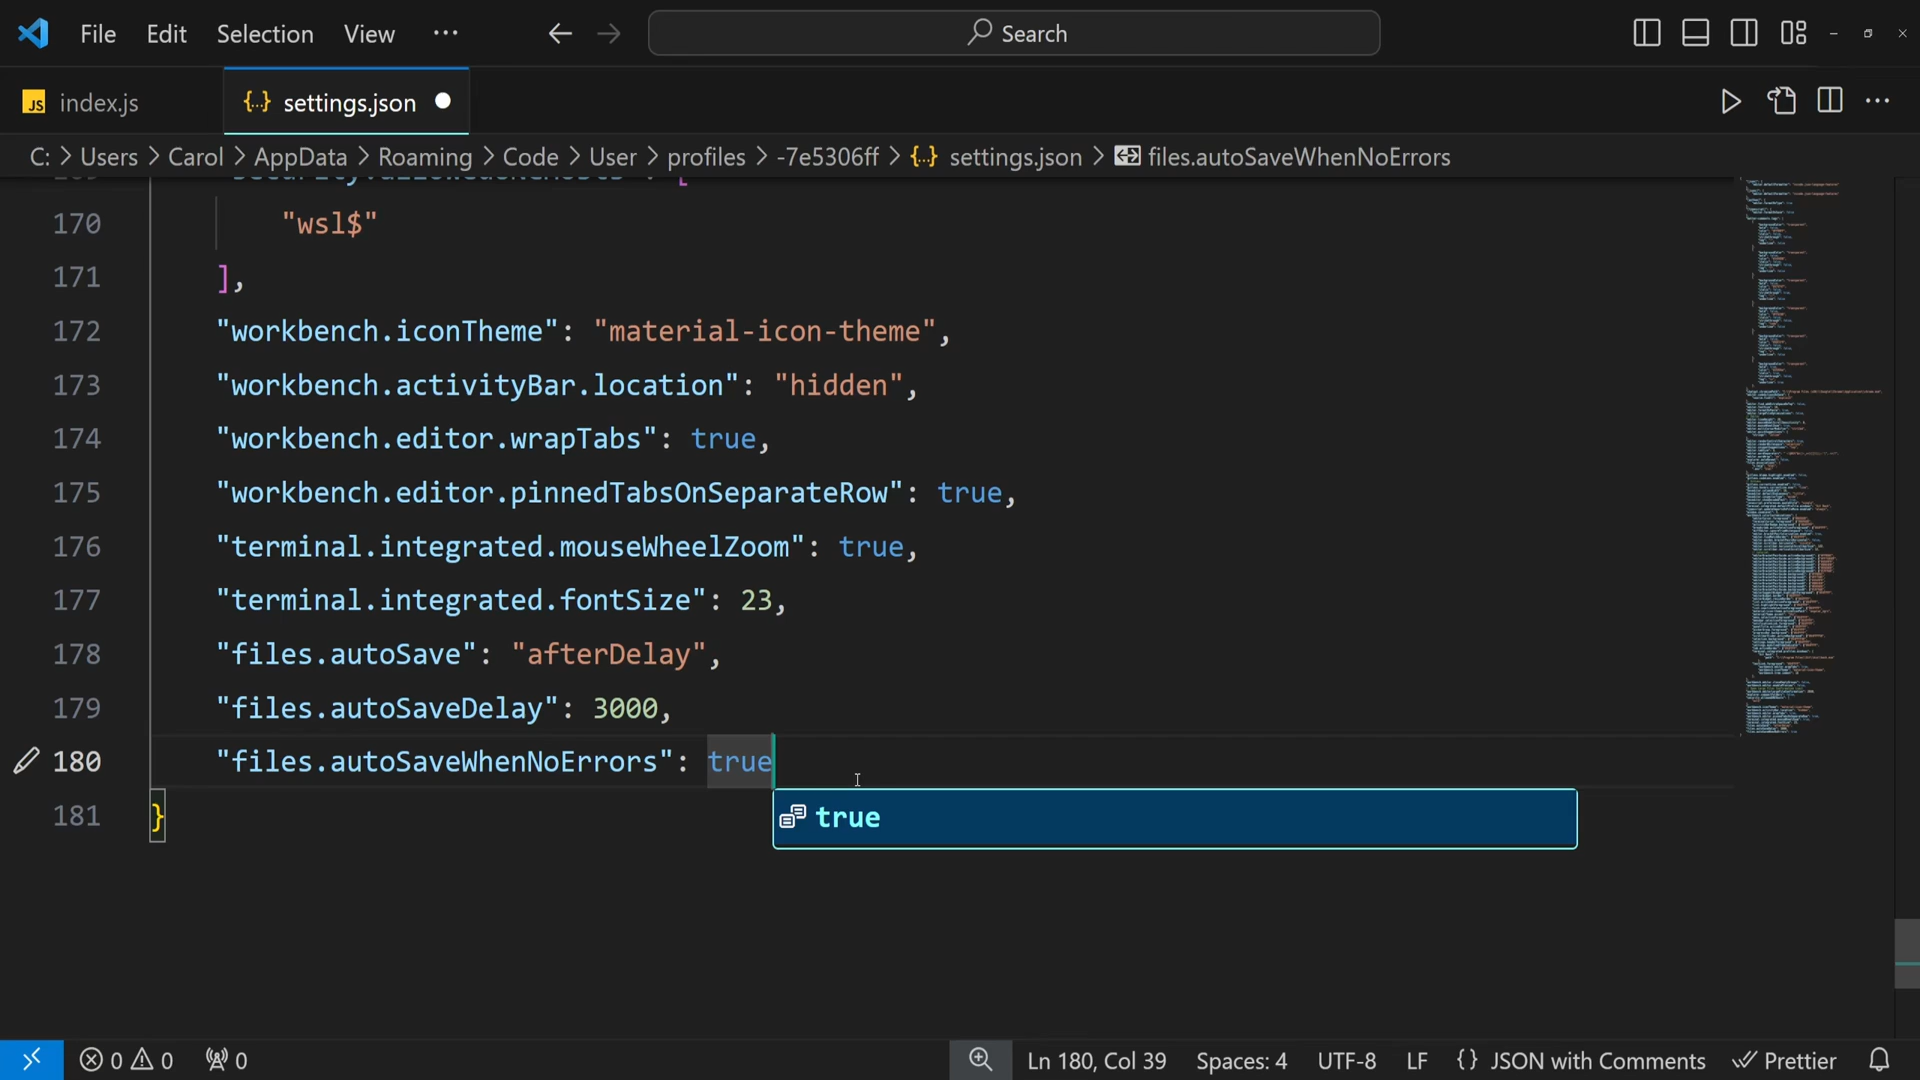 File Edit Selection View ··· Search
JS index.js {..} settings.json
C: > Users > Carol > AppData > Roaming > Code > User > profiles > -7e5306ff > {..} settings.json > files.autoSaveWhenNoErrors
170 "wsl$"
171 ],
172 "workbench.iconTheme": "material-icon-theme",
173 "workbench.activityBar.location": "hidden",
174 "workbench.editor.wrapTabs": true,
175 "workbench.editor.pinnedTabsOnSeparateRow": true,
176 "terminal.integrated.mouseWheelZoom": true,
177 "terminal.integrated.fontSize": 23,
178 "files.autoSave": "afterDelay",
179 "files.autoSaveDelay": 3000,
180 "files.autoSaveWhenNoErrors": true
181 }
true
0 0 0 Ln 180, Col 39 Spaces: 4 UTF-8 LF {} JSON with Comments Prettier